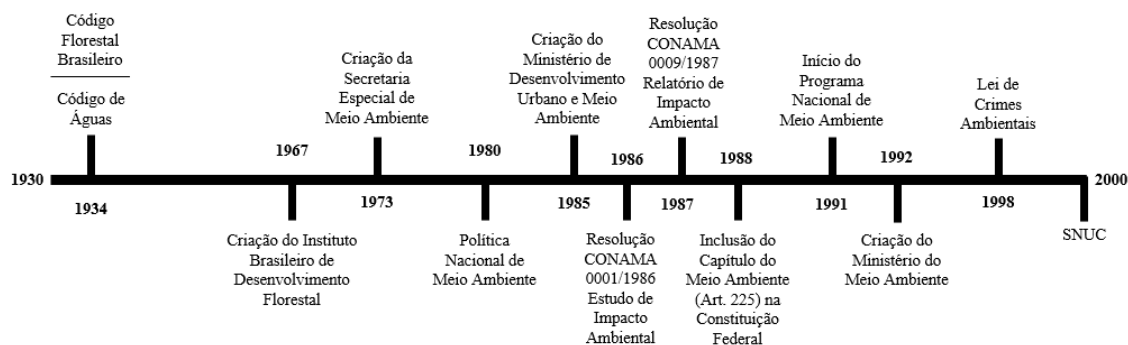 Código
Florestal
Brasileiro
Código de
Águas
Criação da
Secretaria
Especial de
Meio Ambiente
Criação do
Ministério de
Desenvolvimento
Urbano e Meio
Ambiente
Resolução
CONAMA
0009/1987
Relatório de
Impacto
Ambiental
Início do
Programa
Nacional de
Meio Ambiente
Lei de
Crimes
Ambientais
1967
1980
1986
1988
1992
1930
2000
1934
1973
1985
1987
1991
1998
Criação do Instituto
Brasileiro de
Desenvolvimento
Florestal
Política
Nacional de
Meio Ambiente
Resolução
CONAMA
0001/1986
Estudo de
Impacto
Ambiental
Inclusão do
Capítulo do
Meio Ambiente
(Art. 225) na
Constituição
Federal
Criação do
Ministério do
Meio Ambiente
SNUC